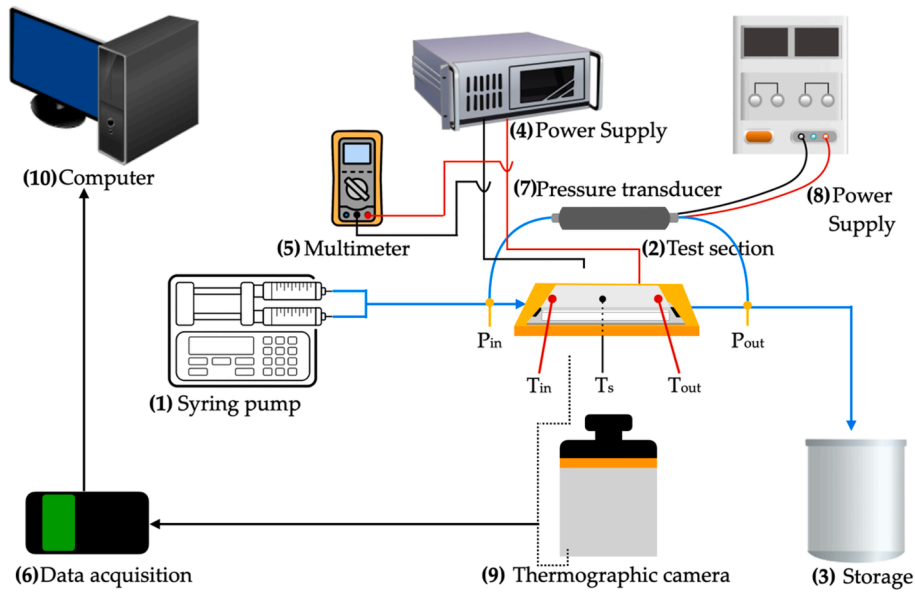 (4) Power Supply
(10) Computer
(7) Pressure transducer
(8) Power
Supply
(5) Multimeter
(2) Test section
Pin
Pout
Tin
Ts
Tout
(1) Syring pump
(6) Data acquisition
(9) Thermographic camera
(3) Storage